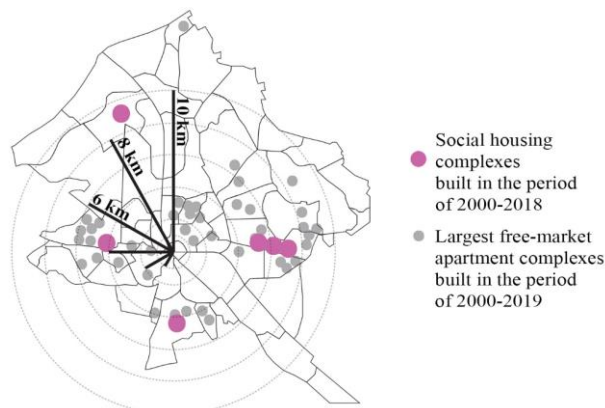 10 km
8 km
6 km
Social housing
complexes
built in the period
of 2000-2018
Largest free-market
apartment complexes
built in the period
of 2000-2019